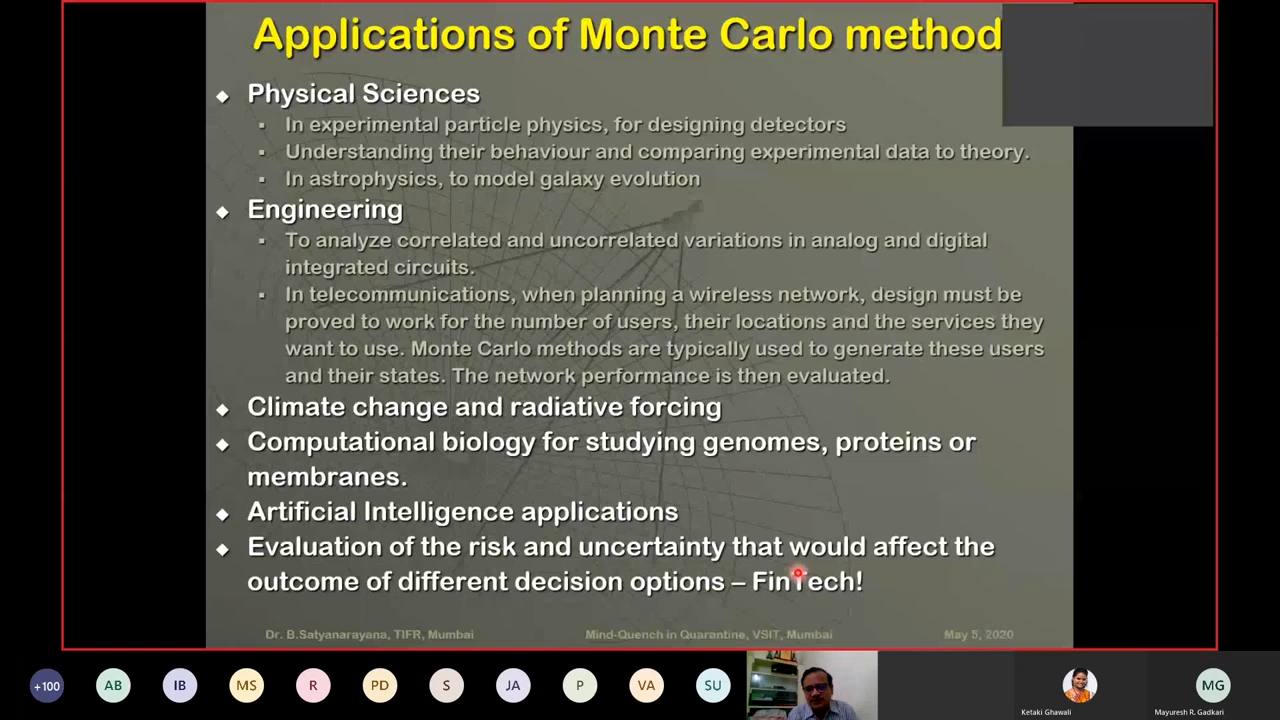 Applications of Monte Carlo method
Physical Sciences
In experimental particle physics, for designing detectors
Understanding their behaviour and comparing experimental data to theory.
In astrophysics, to model galaxy evolution
Engineering
To analyze correlated and uncorrelated variations in analog and digital
integrated circuits.
In telecommunications, when planning a wireless network, design must be
proved to work for the number of users, their locations and the services they
want to use. Monte Carlo methods are typically used to generate these users
and their states. The network performance is then evaluated.
Climate change and radiative forcing
Computational biology for studying genomes, proteins or
membranes.
Artificial Intelligence applications
Evaluation of the risk and uncertainty that would affect the
outcome of different decision options – FinTech!
Dr. B.Satyanarayana, TIFR, Mumbai Mind-Quench in Quarantine, VSIT, Mumbai May 5, 2020
+100 AB IB MS R PD S JA P VA SU MG
Ketaki Ghawali Mayuresh R. Gadkari